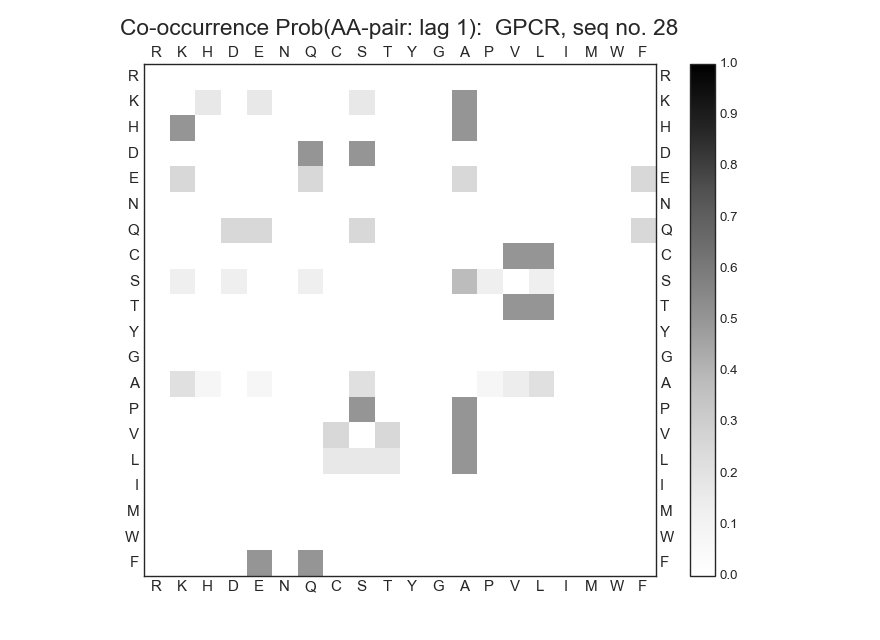 Co-occurrence Prob(AA-pair: lag 1):  GPCR, seq no. 28
R K H D E N Q C S T Y G A P V L I M W F
1.0
R R
K K
0.9
H H
D D
0.8
E E
N N
0.7
Q Q
C C
0.6
S S
T T
0.5
Y Y
G G
0.4
A A
P P
0.3
V V
L L
0.2
I I
M M
0.1
W W
F F
0.0
R K H D E N Q C S T Y G A P V L I M W F